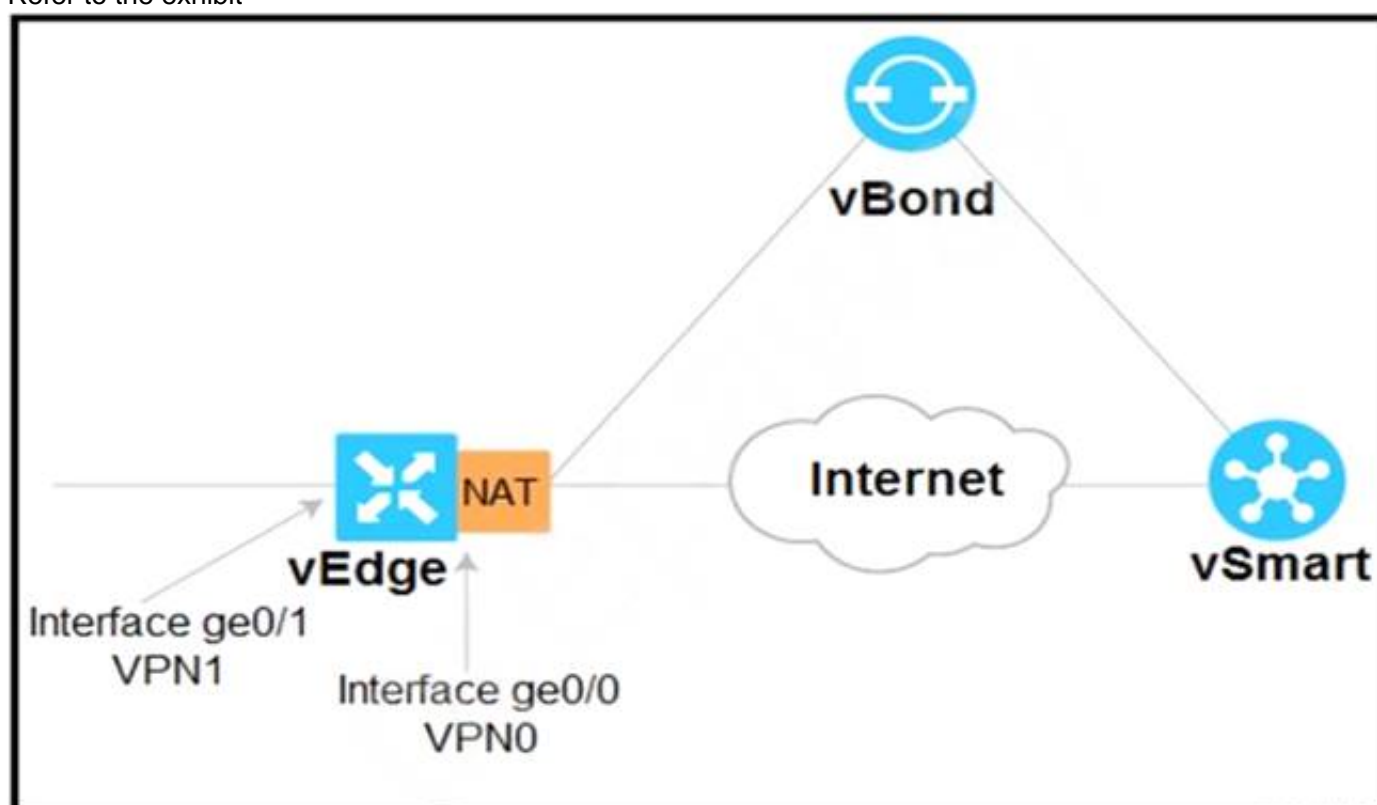 Refer to the exhibit
vBond
Internet
NAT
vEdge
vSmart
Interface ge0/1
VPN1
Interface ge0/0
VPN0